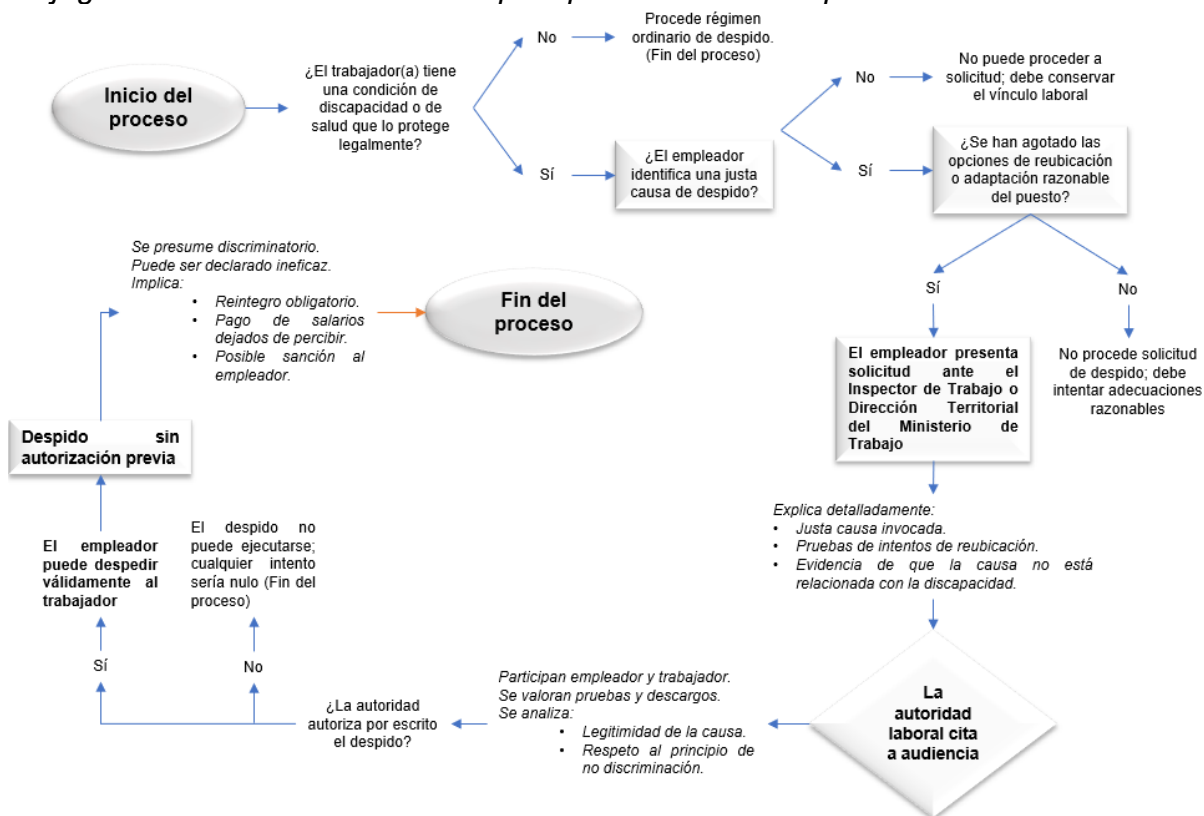 Inicio del
proceso
¿El trabajador(a) tiene
una condición de
discapacidad o de
salud que lo protege
legalmente?
No
Procede régimen
ordinario de despido.
(Fin del proceso)
Sí
¿El empleador
identifica una justa
causa de despido?
No
No puede proceder a
solicitud; debe conservar
el vínculo laboral
Sí
¿Se han agotado las
opciones de reubicación
o adaptación razonable
del puesto?
Sí
No
No procede solicitud
de despido; debe
intentar adecuaciones
razonables
El empleador presenta
solicitud ante el
Inspector de Trabajo o
Dirección Territorial
del Ministerio de
Trabajo
Explica detalladamente:
• Justa causa invocada.
• Pruebas de intentos de reubicación.
• Evidencia de que la causa no está
relacionada con la discapacidad.
La
autoridad
laboral cita
a audiencia
Participan empleador y trabajador.
Se valoran pruebas y descargos.
Se analiza:
• Legitimidad de la causa.
• Respeto al principio de
no discriminación.
¿La autoridad
autoriza por escrito
el despido?
Sí
No
El empleador
puede despedir
válidamente al
trabajador
El despido no
puede ejecutarse;
cualquier intento
sería nulo (Fin del
proceso)
Despido sin
autorización previa
Se presume discriminatorio.
Puede ser declarado ineficaz.
Implica:
• Reintegro obligatorio.
• Pago de salarios
dejados de percibir.
• Posible sanción al
empleador.
Fin del
proceso